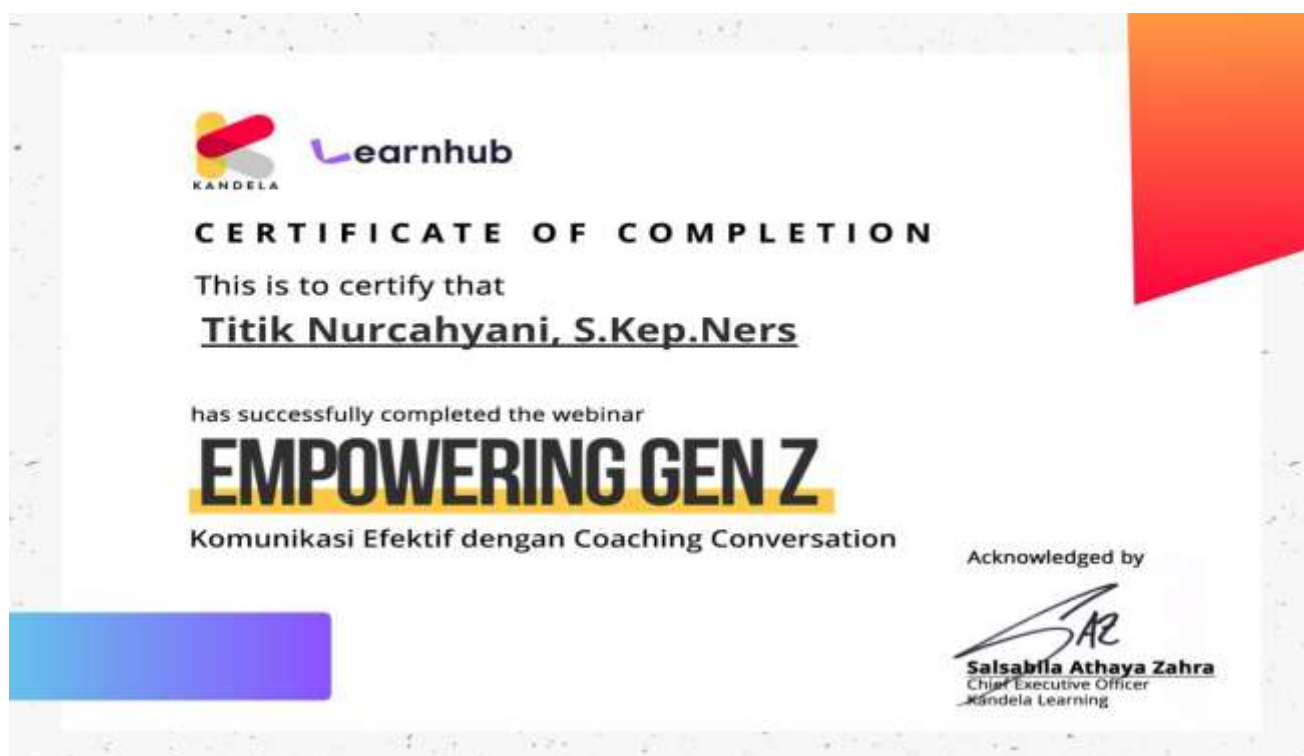 KANDELA
Learnhub
CERTIFICATE OF COMPLETION
This is to certify that
Titik Nurcahyani, S.Kep.Ners
has successfully completed the webinar
EMPOWERING GEN Z
Komunikasi Efektif dengan Coaching Conversation
Acknowledged by
SAZ
Salsabila Athaya Zahra
Chief Executive Officer
Kandela Learning